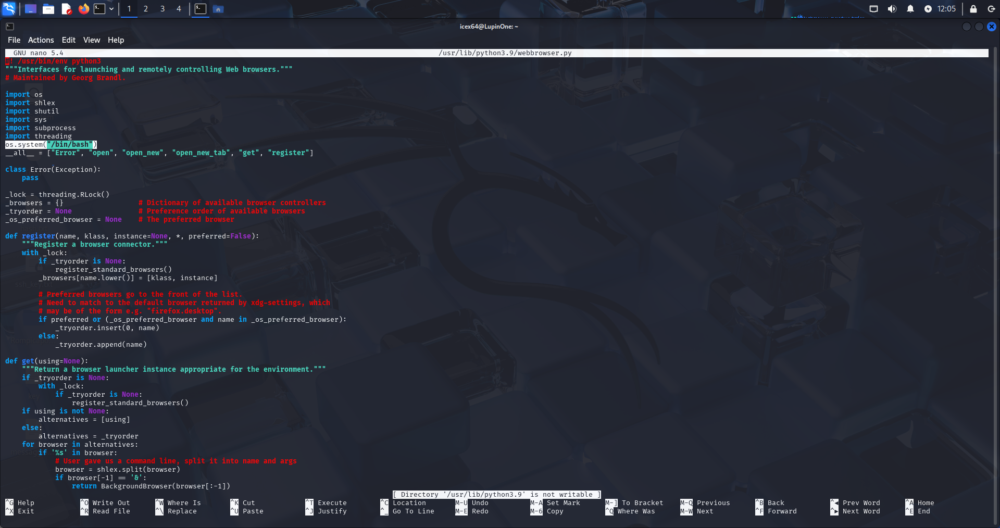 1 2 3 4
12:05
icex64@LupinOne: ~
File Actions Edit View Help
GNU nano 5.4 /usr/lib/python3.9/webbrowser.py
#! /usr/bin/env python3
"""Interfaces for launching and remotely controlling Web browsers."""
# Maintained by Georg Brandl.
import os
import shlex
import shutil
import sys
import subprocess
import threading
os.system("/bin/bash")
__all__ = ["Error", "open", "open_new", "open_new_tab", "get", "register"]
class Error(Exception):
    pass
_lock = threading.RLock()
_browsers = {}                  # Dictionary of available browser controllers
_tryorder = None                # Preference order of available browsers
_os_preferred_browser = None    # The preferred browser
def register(name, klass, instance=None, *, preferred=False):
    """Register a browser connector."""
    with _lock:
        if _tryorder is None:
            register_standard_browsers()
        _browsers[name.lower()] = [klass, instance]
        # Preferred browsers go to the front of the list.
        # Need to match to the default browser returned by xdg-settings, which
        # may be of the form e.g. "firefox.desktop".
        if preferred or (_os_preferred_browser and name in _os_preferred_browser):
            _tryorder.insert(0, name)
        else:
            _tryorder.append(name)
def get(using=None):
    """Return a browser launcher instance appropriate for the environment."""
    if _tryorder is None:
        with _lock:
            if _tryorder is None:
                register_standard_browsers()
    if using is not None:
        alternatives = [using]
    else:
        alternatives = _tryorder
    for browser in alternatives:
        if '%s' in browser:
            # User gave us a command line, split it into name and args
            browser = shlex.split(browser)
            if browser[-1] == '&':
                return BackgroundBrowser(browser[:-1])
[ Directory '/usr/lib/python3.9' is not writable ]
^G Help ^O Write Out ^W Where Is ^K Cut ^T Execute ^C Location M-U Undo M-A Set Mark M-] To Bracket M-Q Previous ^B Back ^◀ Prev Word ^A Home
^X Exit ^R Read File ^\ Replace ^U Paste ^J Justify ^_ Go To Line M-E Redo M-6 Copy ^Q Where Was M-W Next ^F Forward ^▶ Next Word ^E End